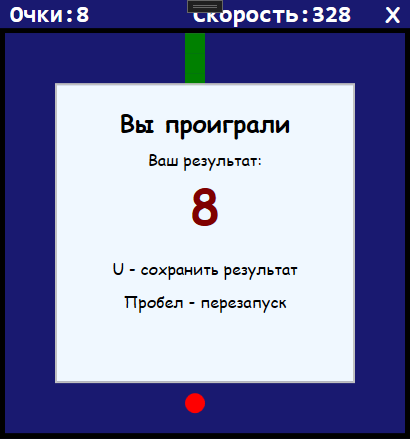 Очки:8 Скорость:328 X
Вы проиграли
Ваш результат:
8
U - сохранить результат
Пробел - перезапуск